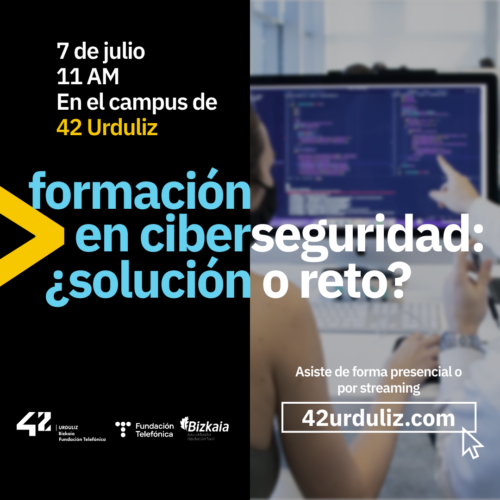 7 de julio
11 AM
En el campus de
42 Urduliz
formación
en ciberseguridad:
¿solución o reto?
Asiste de forma presencial o
por streaming
42urduliz.com
42
URDULIZ
Bizkaia
Fundación Telefónica
Fundación
Telefónica
Bizkaia